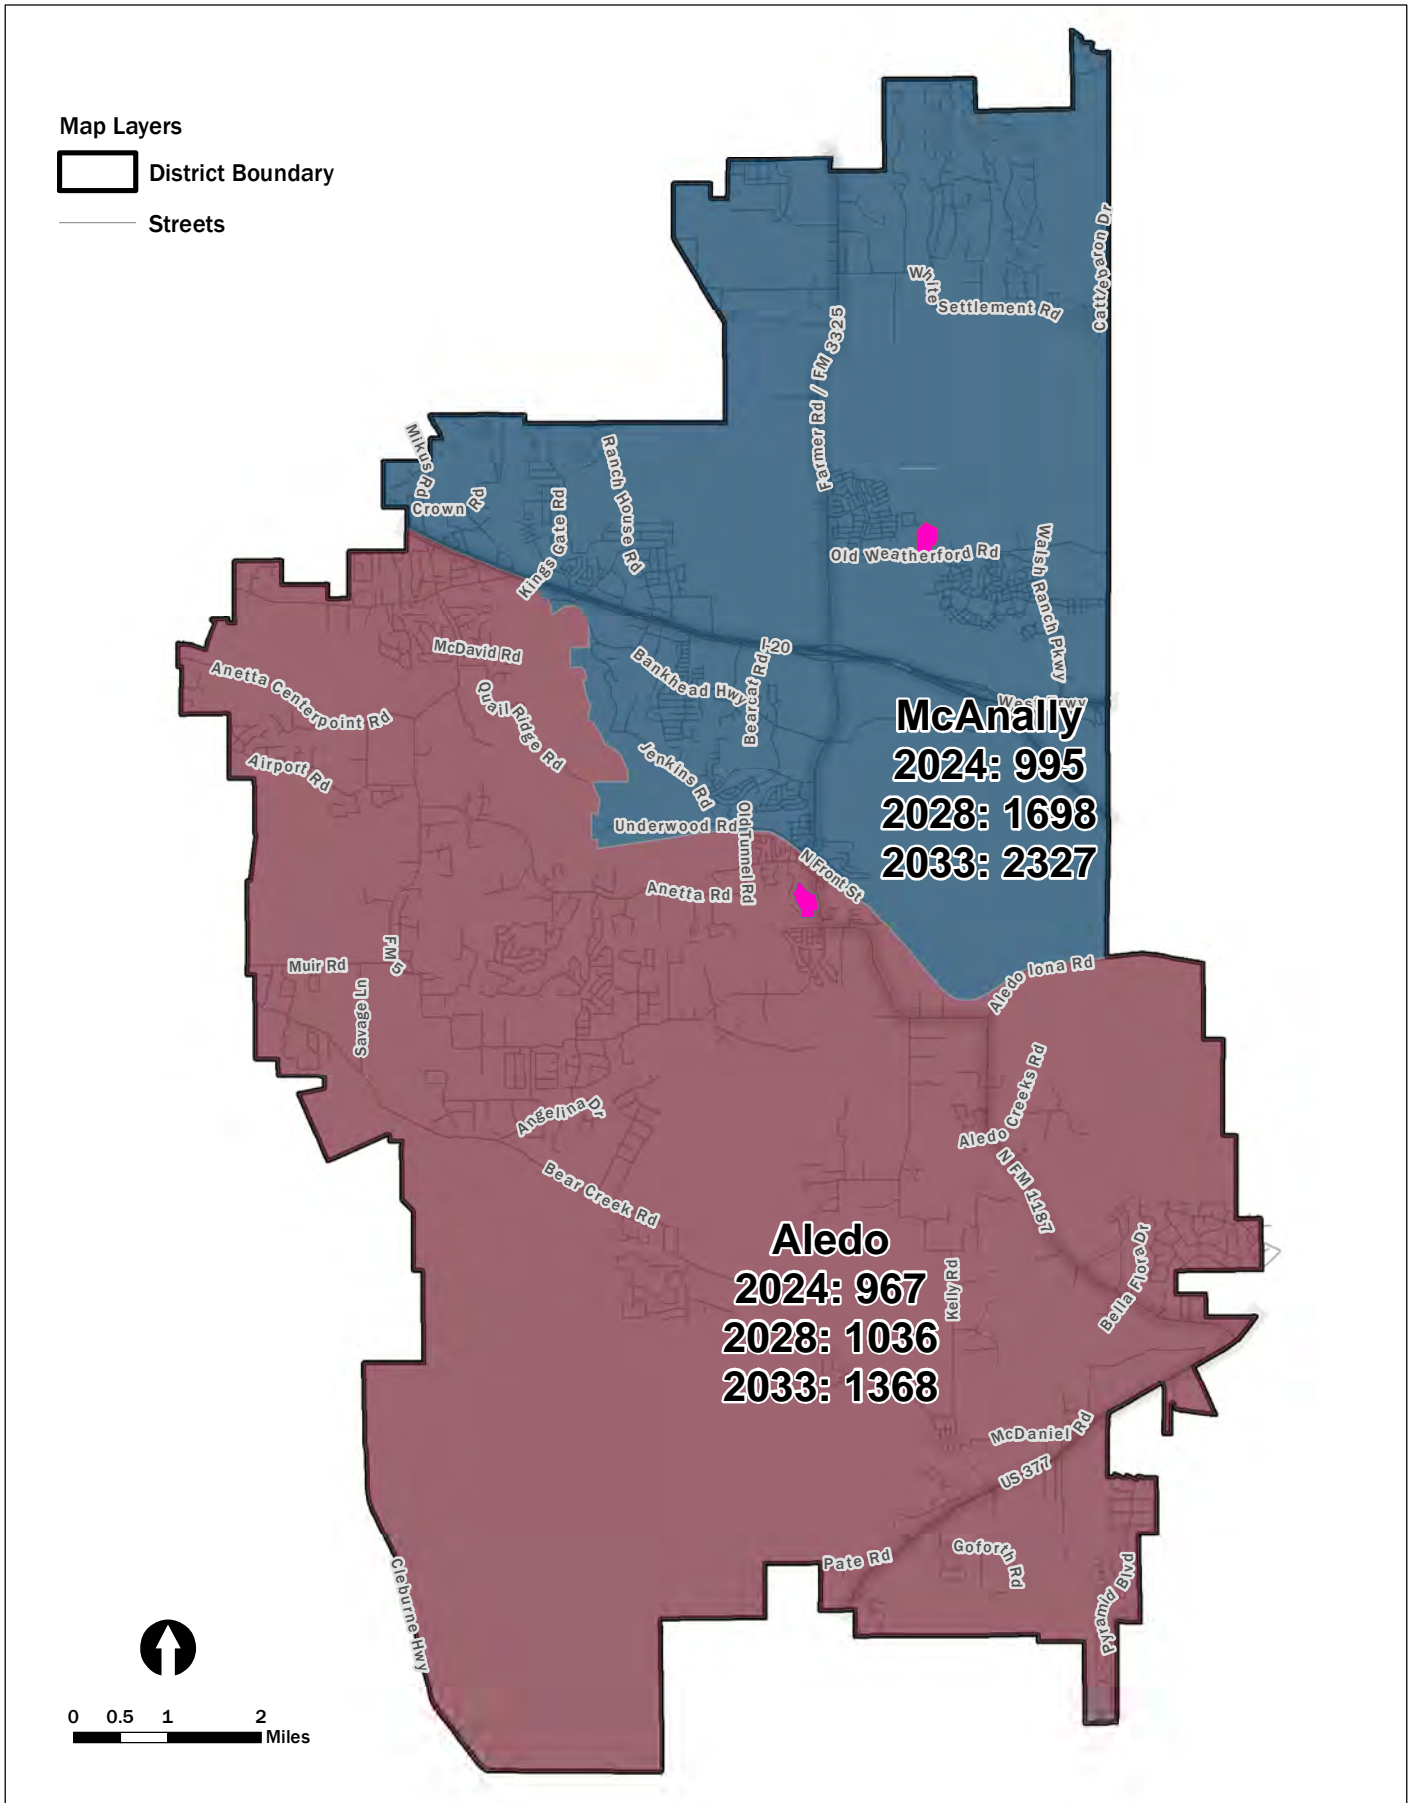 Map Layers
District Boundary
Streets
Cattlebaron Dr
White Settlement Rd
Farmer Rd / FM 3325
Mikus Rd
Crown Rd
Kings Gate Rd
Ranch House Rd
Old Weatherford Rd
Walsh Ranch Pkwy
I-20
McDavid Rd
Bankhead Hwy
Bearcat Rd
Anetta Centerpoint Rd
Quail Ridge Rd
McAnally
2024: 995
2028: 1698
2033: 2327
Airport Rd
Jenkins Rd
Underwood Rd
Old Tunnel Rd
N Front St
Anetta Rd
FM 5
Muir Rd
Savage Ln
Aledo Iona Rd
Aledo Creeks Rd
Angelina Dr
Bear Creek Rd
N FM 1187
Bella Flora Dr
Kelly Rd
Aledo
2024: 967
2028: 1036
2033: 1368
McDaniel Rd
US 377
Pate Rd
Goforth Rd
Pyramid Blvd
Cleburne Hwy
0 0.5 1 2
Miles